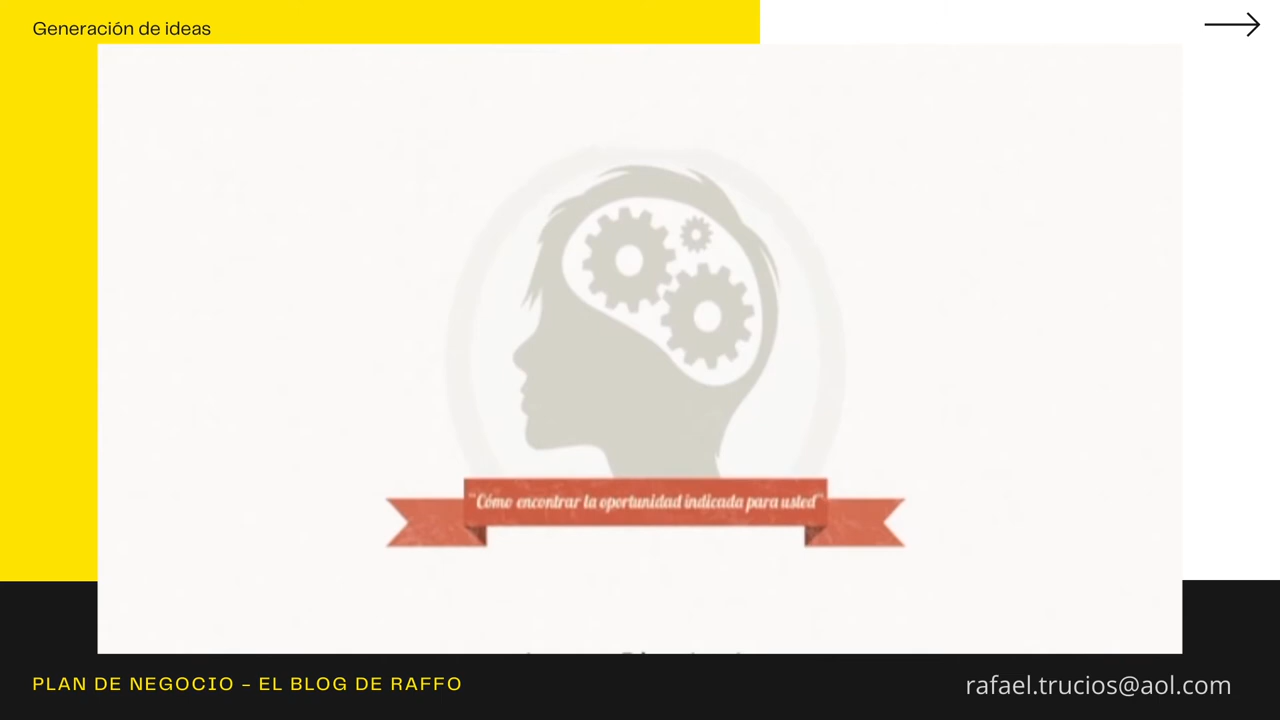 Generación de ideas
"Cómo encontrar la oportunidad indicada para usted"
PLAN DE NEGOCIO - EL BLOG DE RAFFO
rafael.trucios@aol.com